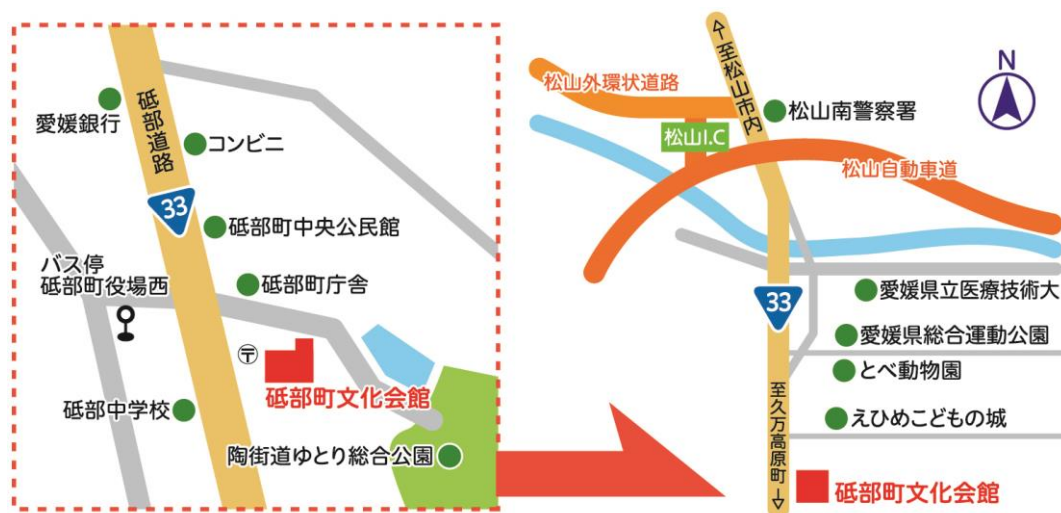 愛媛銀行
砥部道路
コンビニ
33
砥部町中央公民館
バス停
砥部町役場西
砥部町庁舎
〒
砥部町文化会館
砥部中学校
陶街道ゆとり総合公園
至松山市内
松山外環状道路
松山I.C
松山南警察署
N
松山自動車道
33
愛媛県立医療技術大
愛媛県総合運動公園
とべ動物園
至久万高原町
えひめこどもの城
砥部町文化会館